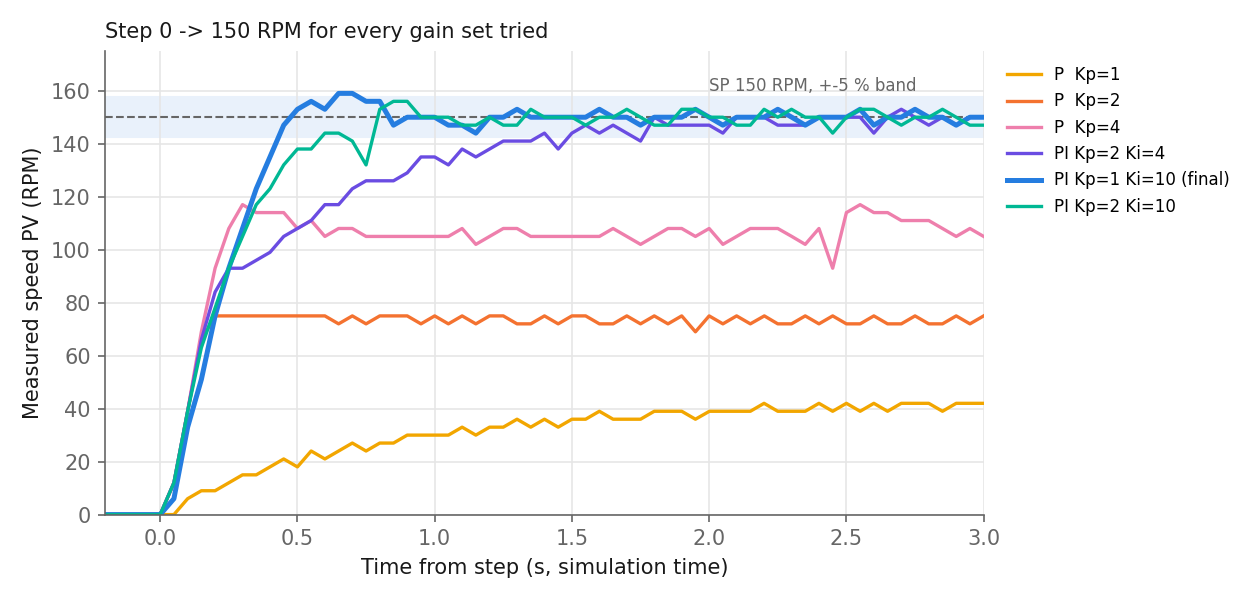 Step 0 -> 150 RPM for every gain set tried
SP 150 RPM, +-5 % band
Measured speed PV (RPM)
160
140
120
100
80
60
40
20
0
0.0 0.5 1.0 1.5 2.0 2.5 3.0
Time from step (s, simulation time)
P Kp=1
P Kp=2
P Kp=4
PI Kp=2 Ki=4
PI Kp=1 Ki=10 (final)
PI Kp=2 Ki=10